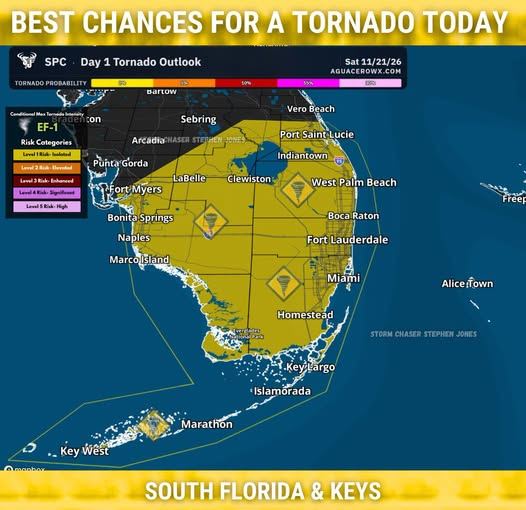 BEST CHANCES FOR A TORNADO TODAY
SPC · Day 1 Tornado Outlook
Sat 11/21/26
AGUACEROWX.COM
TORNADO PROBABILITY
10%
Conditional Max Tornado Intensity
EF-1
Risk Categories
Level 1 Risk- Isolated
Level 2 Risk- Elevated
Level 3 Risk- Enhanced
Level 4 Risk- Significant
Level 5 Risk- High
Bartow
Bradenton
Sebring
Vero Beach
Arcadia
STORM CHASER STEPHEN JONES
Port Saint Lucie
Punta Gorda
Indiantown
LaBelle
Clewiston
West Palm Beach
Fort Myers
Bonita Springs
Boca Raton
Naples
Fort Lauderdale
Marco Island
Miami
Alice Town
Homestead
Everglades
National Park
STORM CHASER STEPHEN JONES
Key Largo
Islamorada
Marathon
Key West
mapbox
SOUTH FLORIDA & KEYS